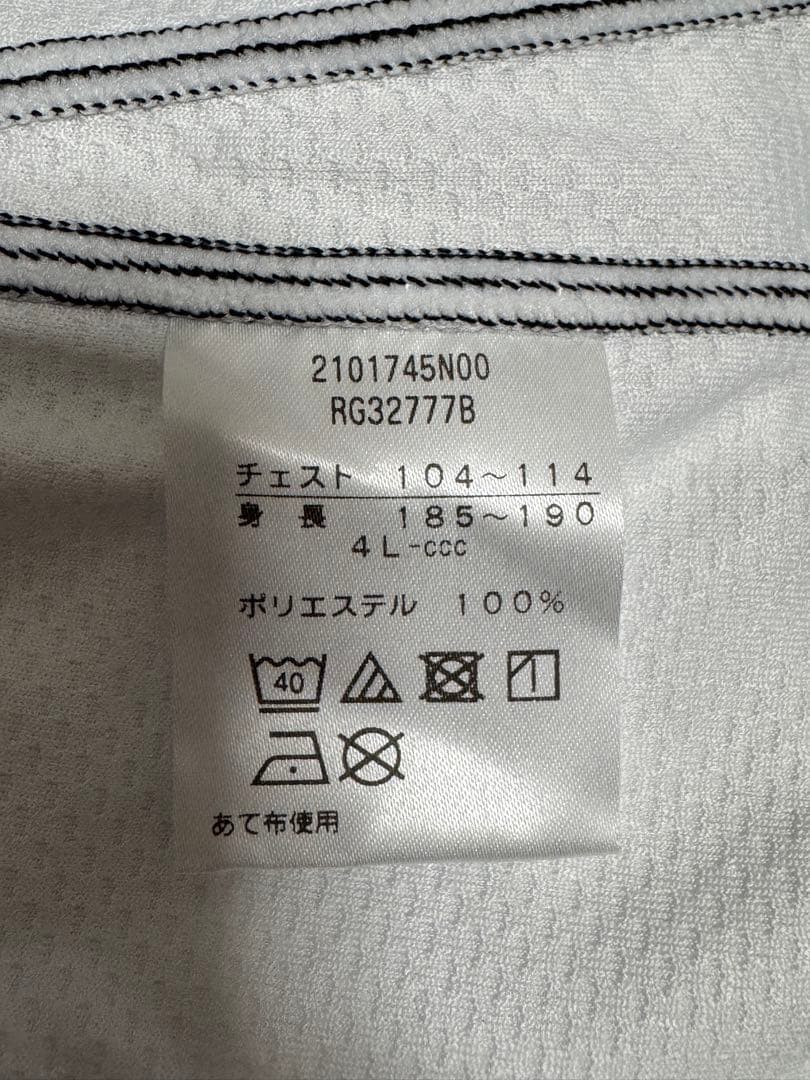 2101745N00
RG32777B
チェスト 104～114
身長 185～190
4L-ccc
ポリエステル 100%
40
あて布使用